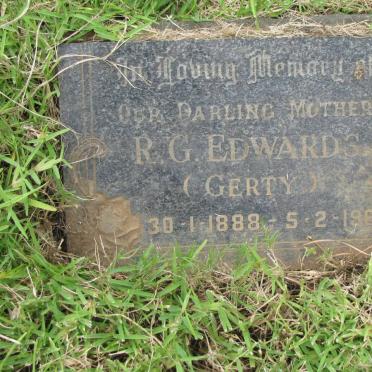 In Loving Memory of
Our Darling Mother
R. G. Edwards
( Gerty )
30-1-1888 - 5-2-19